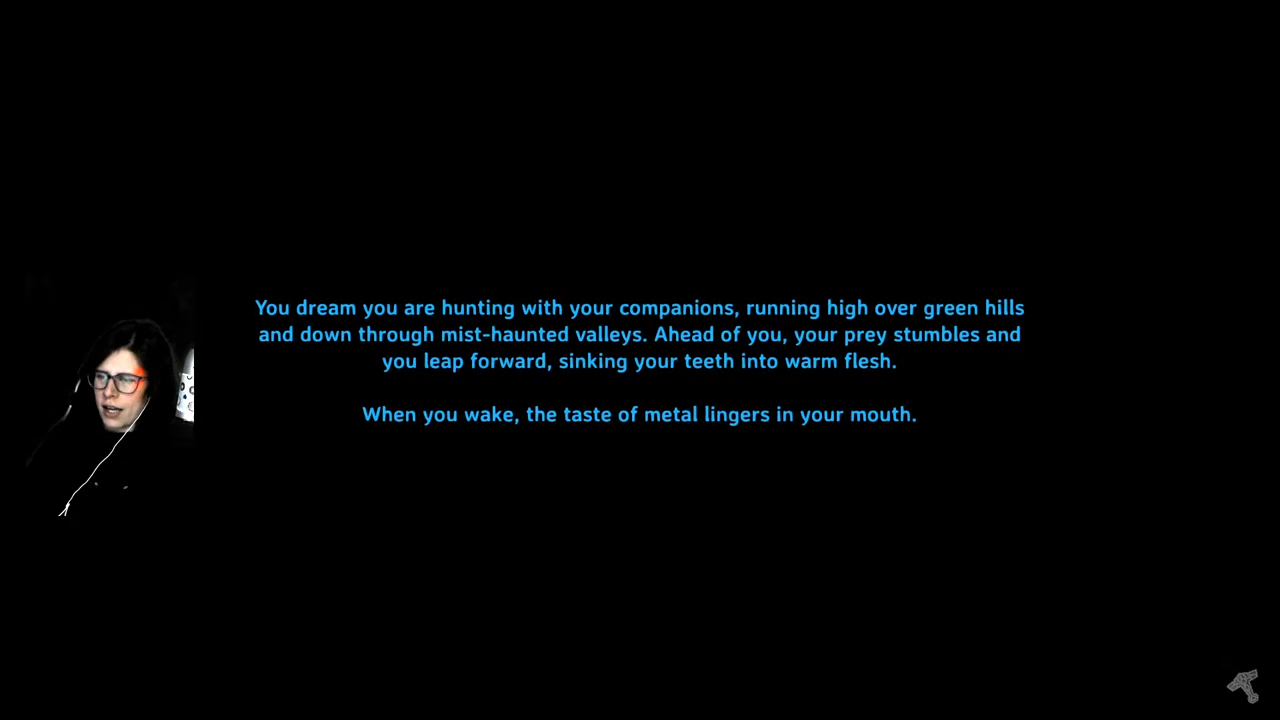 You dream you are hunting with your companions, running high over green hills
and down through mist-haunted valleys. Ahead of you, your prey stumbles and
you leap forward, sinking your teeth into warm flesh.
When you wake, the taste of metal lingers in your mouth.